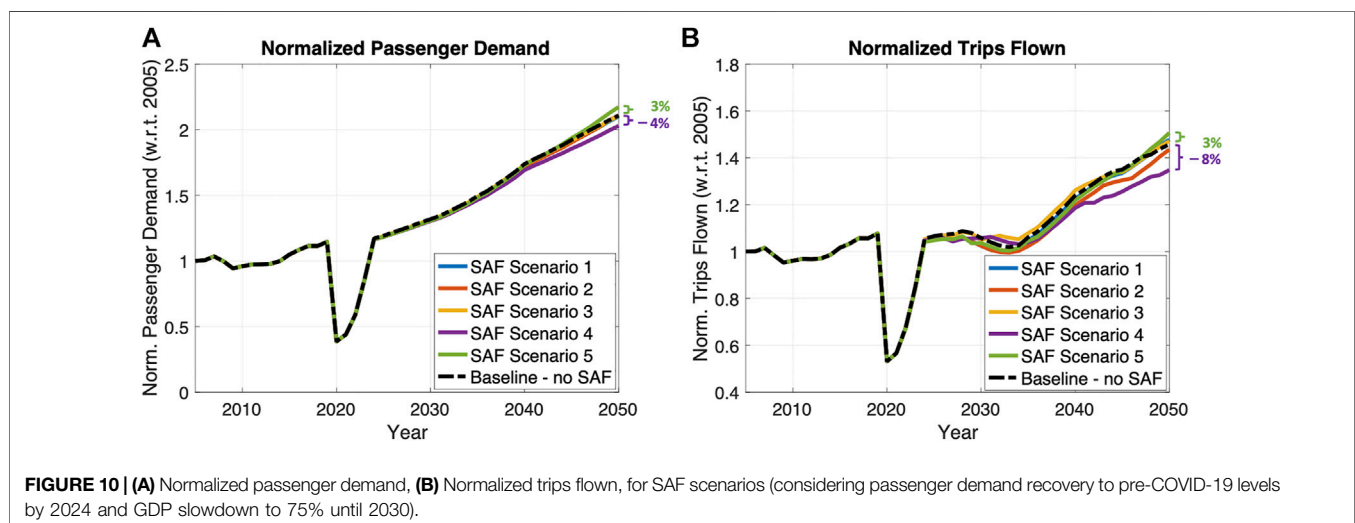 A
Normalized Passenger Demand
Norm. Passenger Demand (w.r.t. 2005)
2.5
2
1.5
1
0.5
0
3%
–4%
SAF Scenario 1
SAF Scenario 2
SAF Scenario 3
SAF Scenario 4
SAF Scenario 5
Baseline - no SAF
2010 2020 2030 2040 2050
Year
B
Normalized Trips Flown
Norm. Trips Flown (w.r.t. 2005)
1.8
1.6
1.4
1.2
1
0.8
0.6
0.4
3%
–8%
SAF Scenario 1
SAF Scenario 2
SAF Scenario 3
SAF Scenario 4
SAF Scenario 5
Baseline - no SAF
2010 2020 2030 2040 2050
Year
FIGURE 10 | (A) Normalized passenger demand, (B) Normalized trips flown, for SAF scenarios (considering passenger demand recovery to pre-COVID-19 levels
by 2024 and GDP slowdown to 75% until 2030).